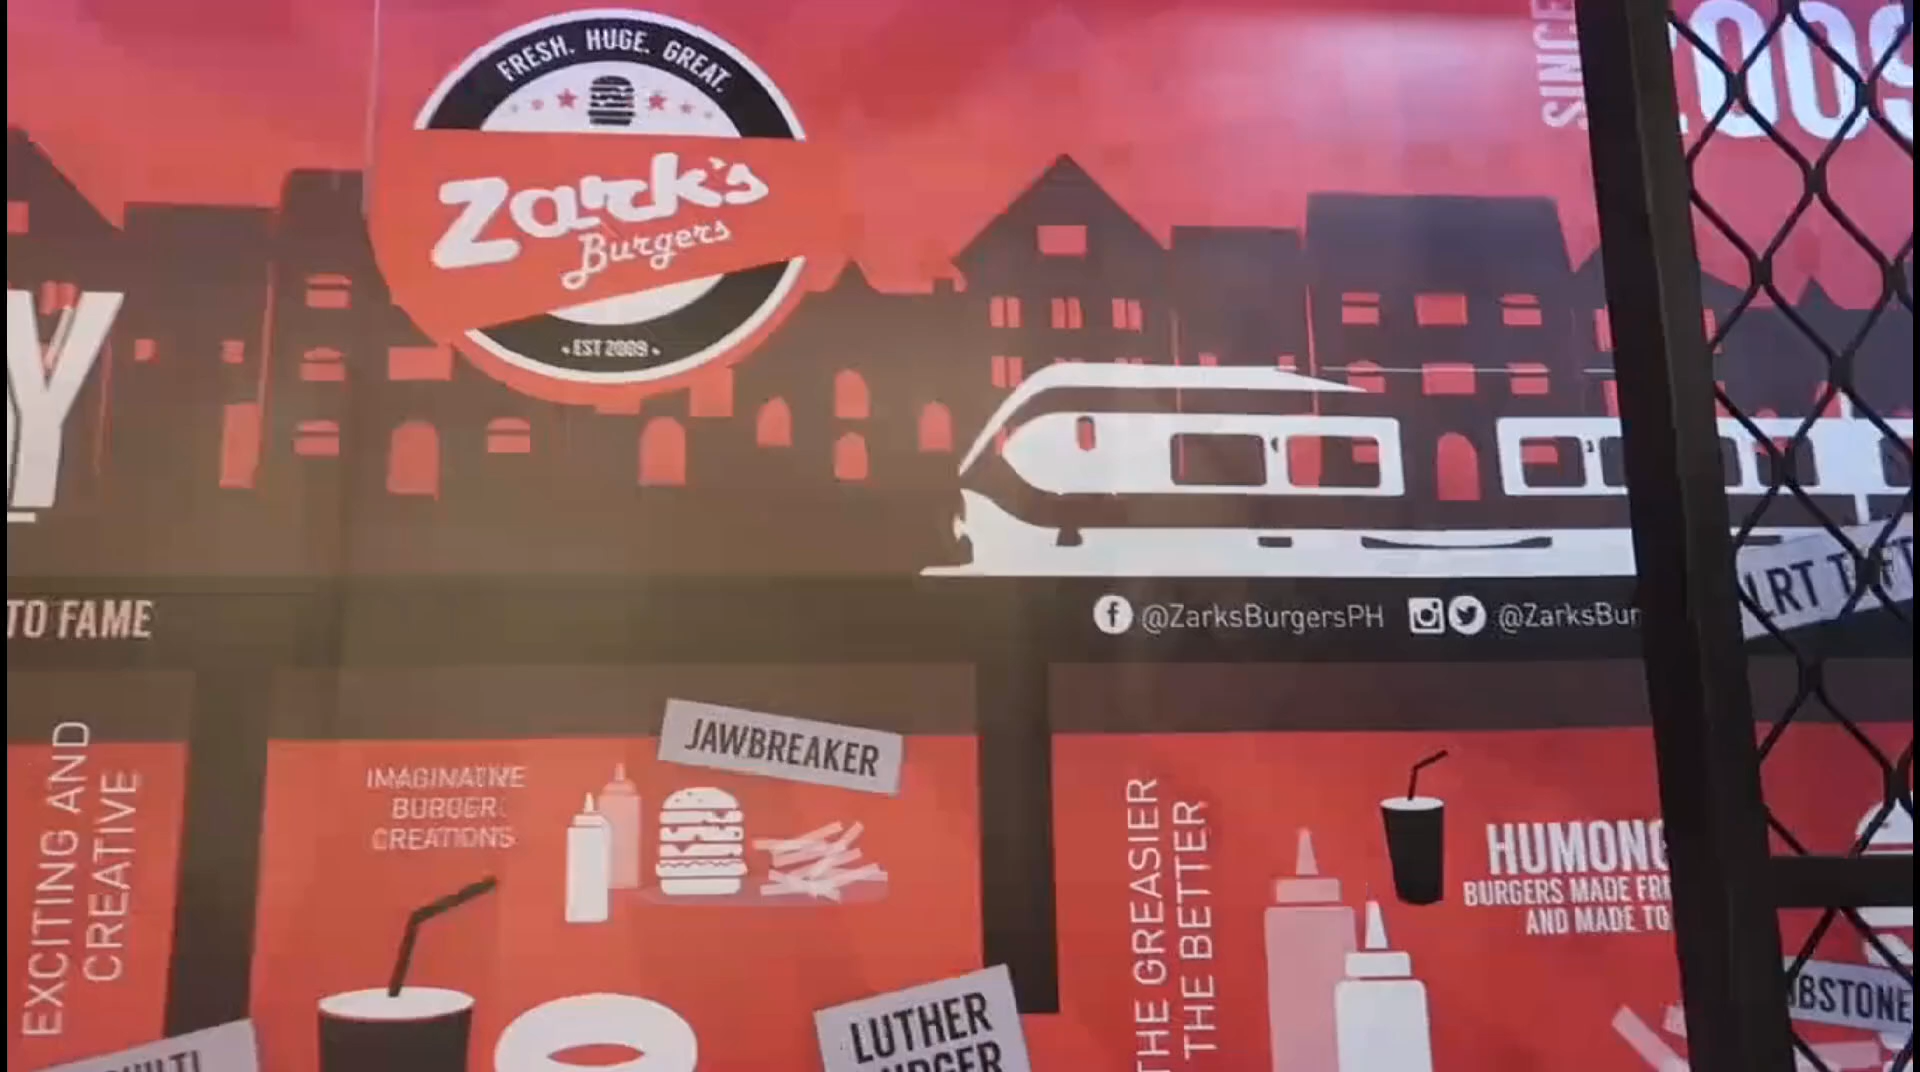 FRESH. HUGE. GREAT.
Zark's
Burgers
• EST 2009 •
SINCE
TO FAME
@ZarksBurgersPH
@ZarksBur
LRT
EXCITING AND
CREATIVE
IMAGINATIVE
BURGER
CREATIONS
JAWBREAKER
LUTHER
THE GREASIER
THE BETTER
BURGERS MADE
AND MADE TO